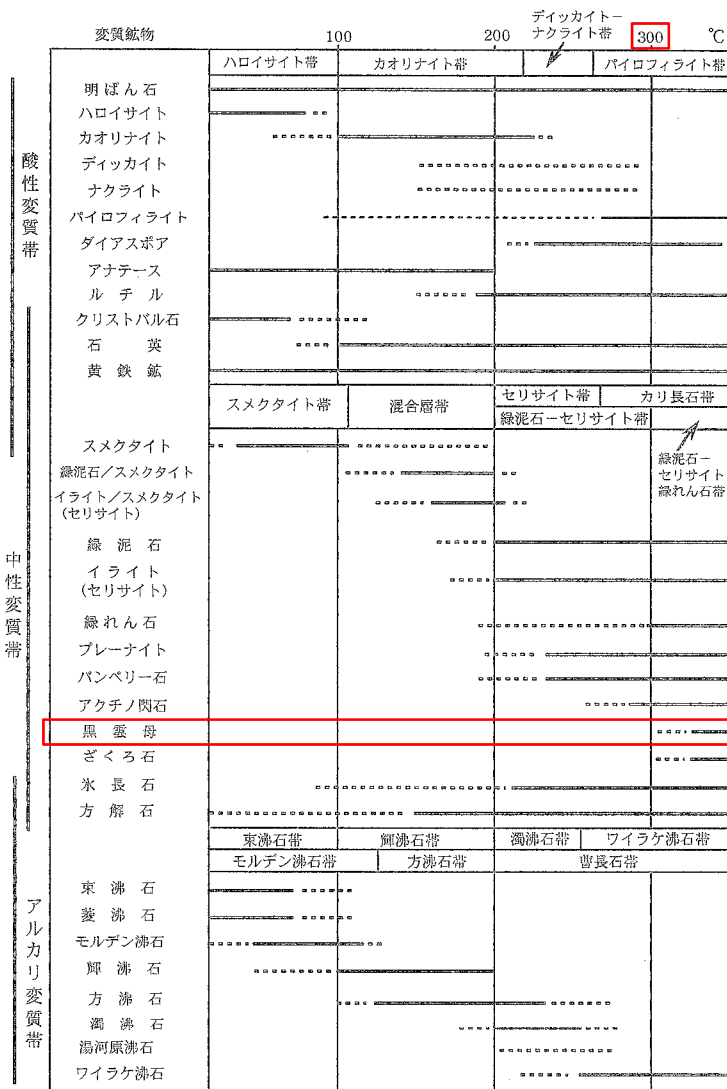 変質鉱物
100
200
300
℃
ディッカイト−
ナクライト帯
ハロイサイト帯
カオリナイト帯
パイロフィライト帯
酸性変質帯
明ばん石
ハロイサイト
カオリナイト
ディッカイト
ナクライト
パイロフィライト
ダイアスポア
アナテース
ルチル
クリストバル石
石英
黄鉄鉱
スメクタイト帯
混合層帯
セリサイト帯
カリ長石帯
緑泥石−セリサイト帯
緑泥石−
セリサイト
緑れん石帯
中性変質帯
スメクタイト
緑泥石/スメクタイト
イライト/スメクタイト
(セリサイト)
緑泥石
イライト
(セリサイト)
緑れん石
プレーナイト
パンペリー石
アクチノ閃石
黒雲母
ざくろ石
氷長石
方解石
東沸石帯
輝沸石帯
濁沸石帯
ワイラケ沸石帯
モルデン沸石帯
方沸石帯
曹長石帯
アルカリ変質帯
東沸石
菱沸石
モルデン沸石
輝沸石
方沸石
濁沸石
湯河原沸石
ワイラケ沸石